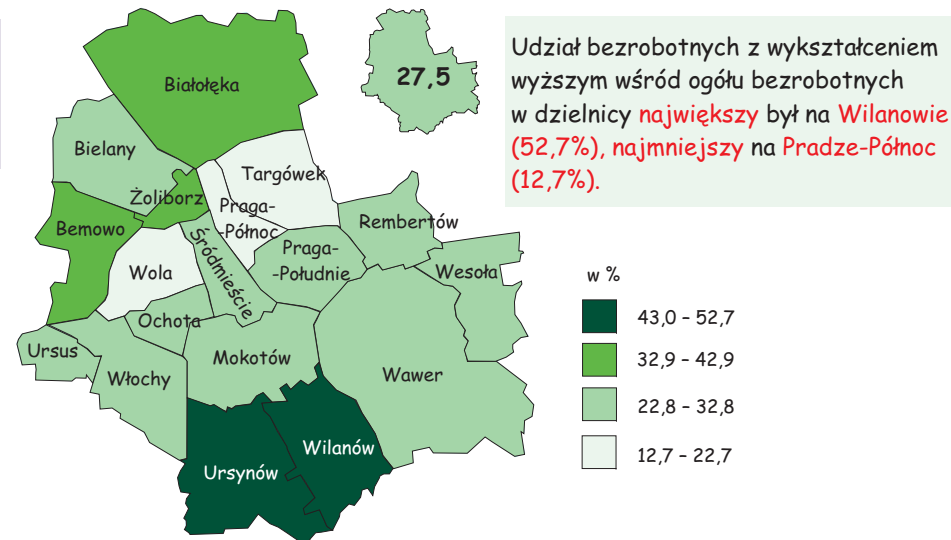 Białołęka
27,5
Udział bezrobotnych z wykształceniem
wyższym wśród ogółu bezrobotnych
w dzielnicy największy był na Wilanowie
(52,7%), najmniejszy na Pradze-Północ
(12,7%).
Bielany
Targówek
Żoliborz
Praga-
-Północ
Rembertów
Bemowo
Śródmieście
Praga-
-Południe
Wola
Wesoła
Ochota
Ursus
Włochy
Mokotów
Wawer
Ursynów
Wilanów
w %
43,0 – 52,7
32,9 – 42,9
22,8 – 32,8
12,7 – 22,7